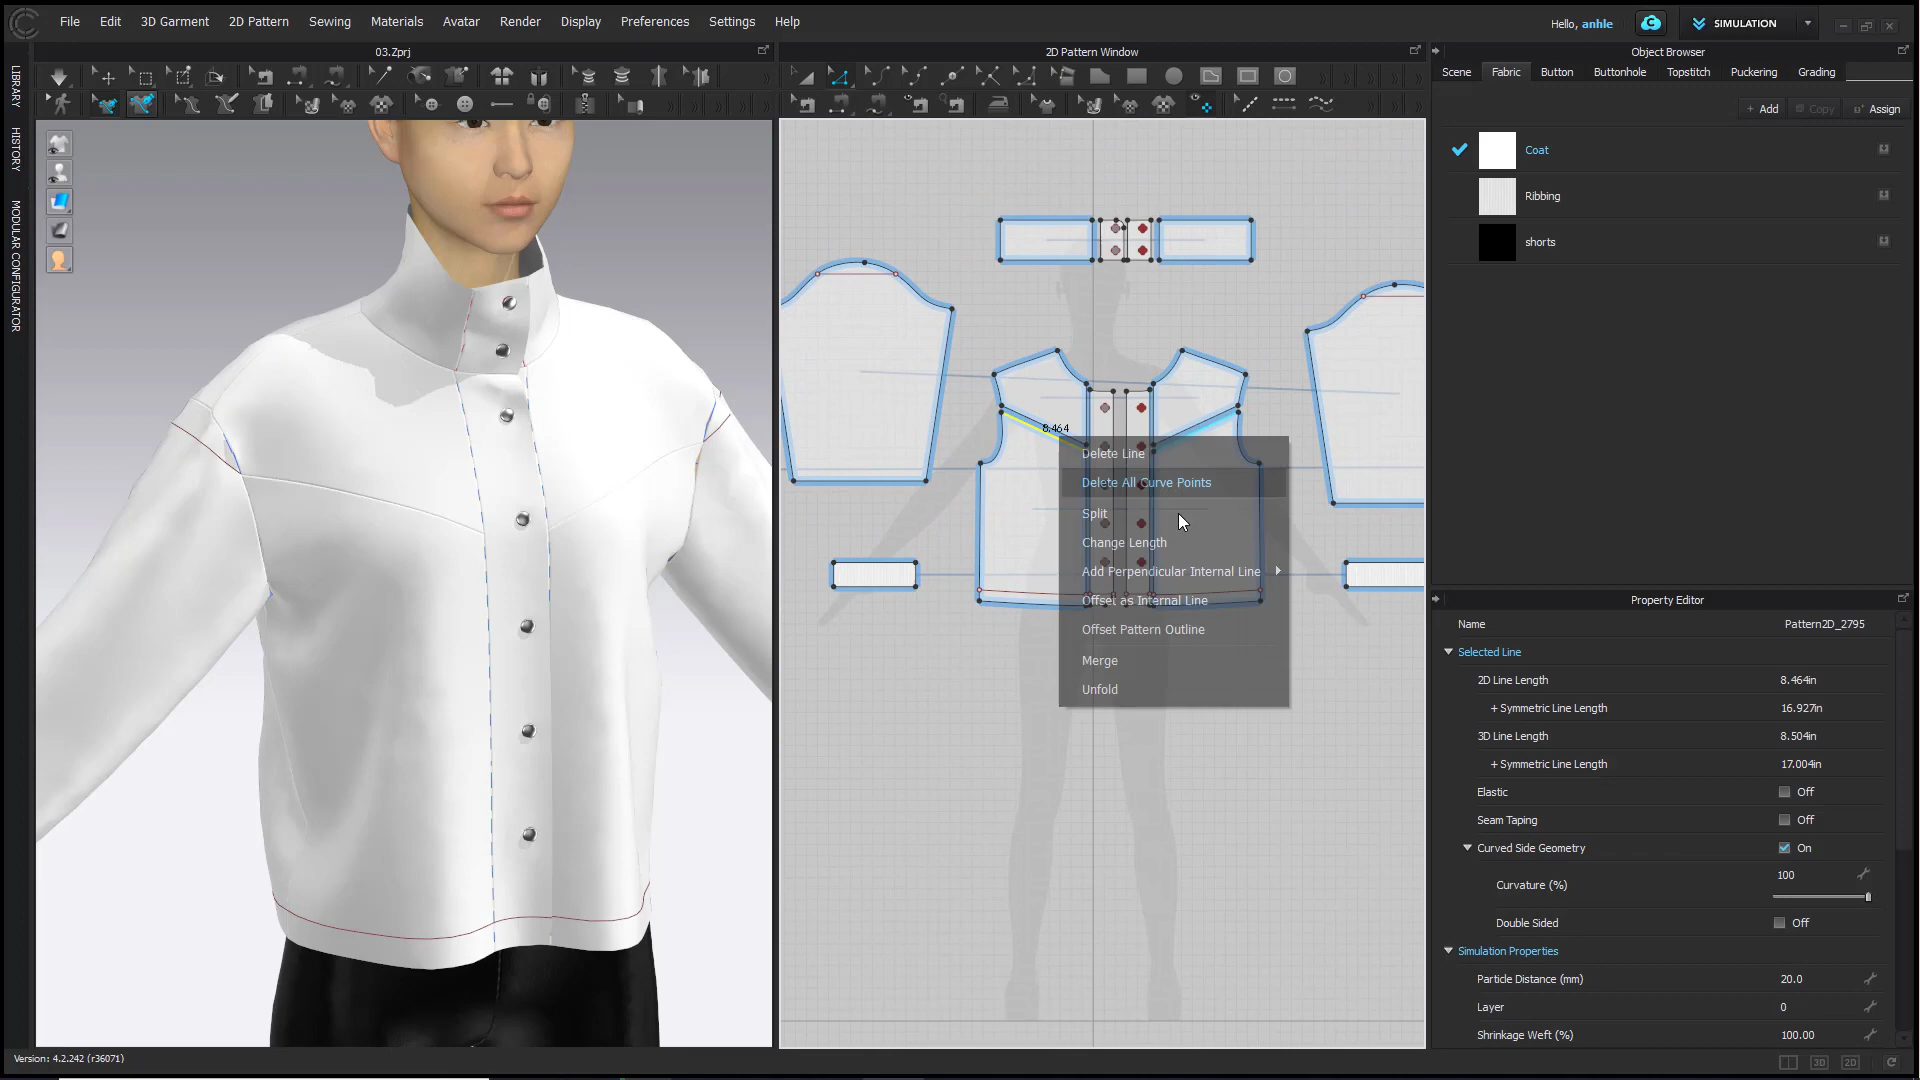 File Edit 3D Garment 2D Pattern Sewing Materials Avatar Render Display Preferences Settings Help
Hello, anhle
SIMULATION
03.Zprj
2D Pattern Window
Object Browser
LIBRARY
HISTORY
MODULAR CONFIGURATOR
Scene Fabric Button Buttonhole Topstitch Puckering Grading
+ Add Copy Assign
Coat
Ribbing
shorts
8.464
Delete Line
Delete All Curve Points
Split
Change Length
Add Perpendicular Internal Line
Offset as Internal Line
Offset Pattern Outline
Merge
Unfold
Property Editor
Name Pattern2D_2795
Selected Line
2D Line Length 8.464in
+ Symmetric Line Length 16.927in
3D Line Length 8.504in
+ Symmetric Line Length 17.004in
Elastic Off
Seam Taping Off
Curved Side Geometry On
Curvature (%) 100
Double Sided Off
Simulation Properties
Particle Distance (mm) 20.0
Layer 0
Shrinkage Weft (%) 100.00
Version: 4.2.242 (r36071)
3D 2D